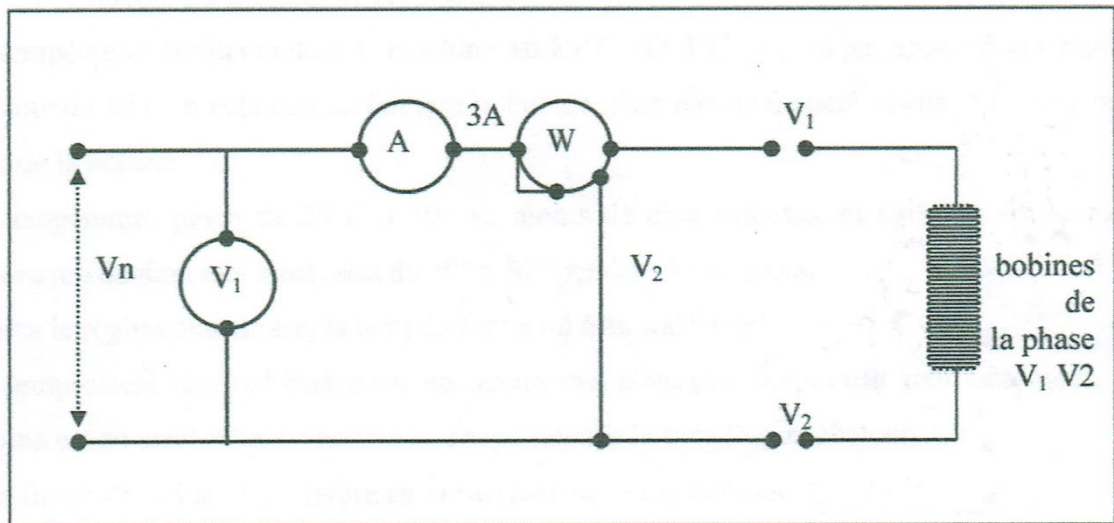 3A
A
W
V₁
Vn
V₁
V₂
bobines
de
la phase
V₁ V2
V₂